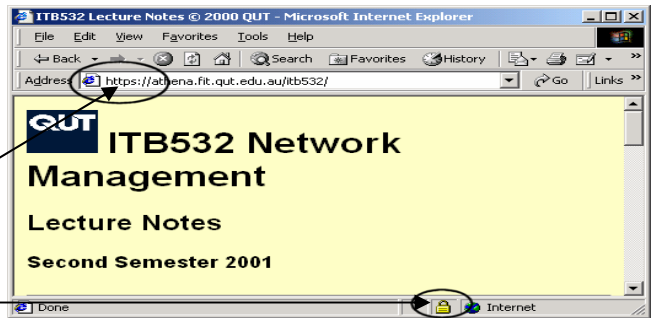 ITB532 Lecture Notes © 2000 QUT - Microsoft Internet Explorer
File Edit View Favorites Tools Help
Back Search Favorites History »
Address https://athena.fit.qut.edu.au/itb532/ Go Links »
QUT ITB532 Network
Management
Lecture Notes
Second Semester 2001
Done Internet